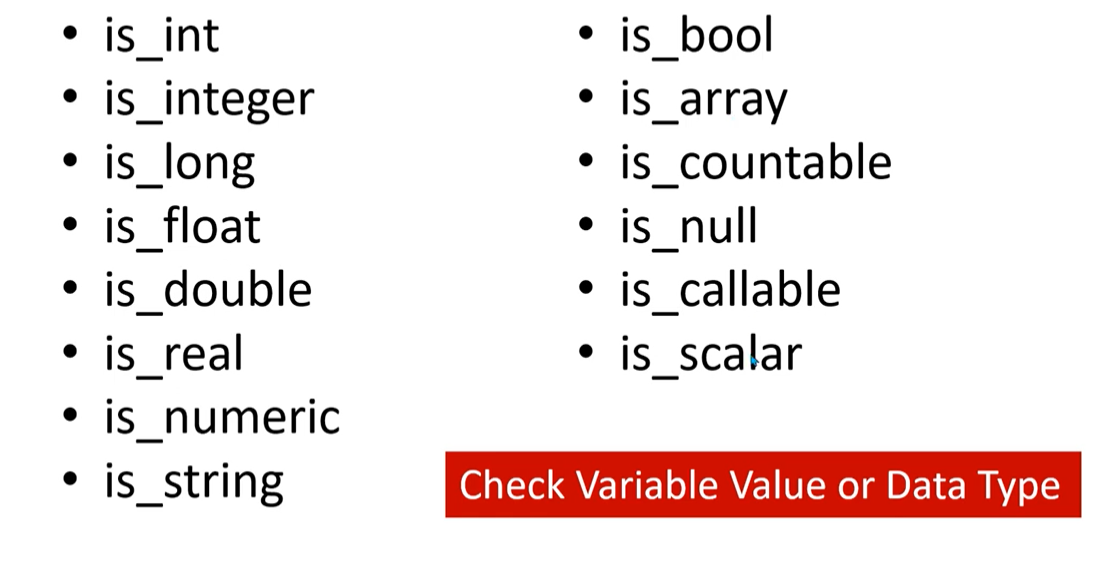 • is_int
• is_integer
• is_long
• is_float
• is_double
• is_real
• is_numeric
• is_string
• is_bool
• is_array
• is_countable
• is_null
• is_callable
• is_scalar
Check Variable Value or Data Type